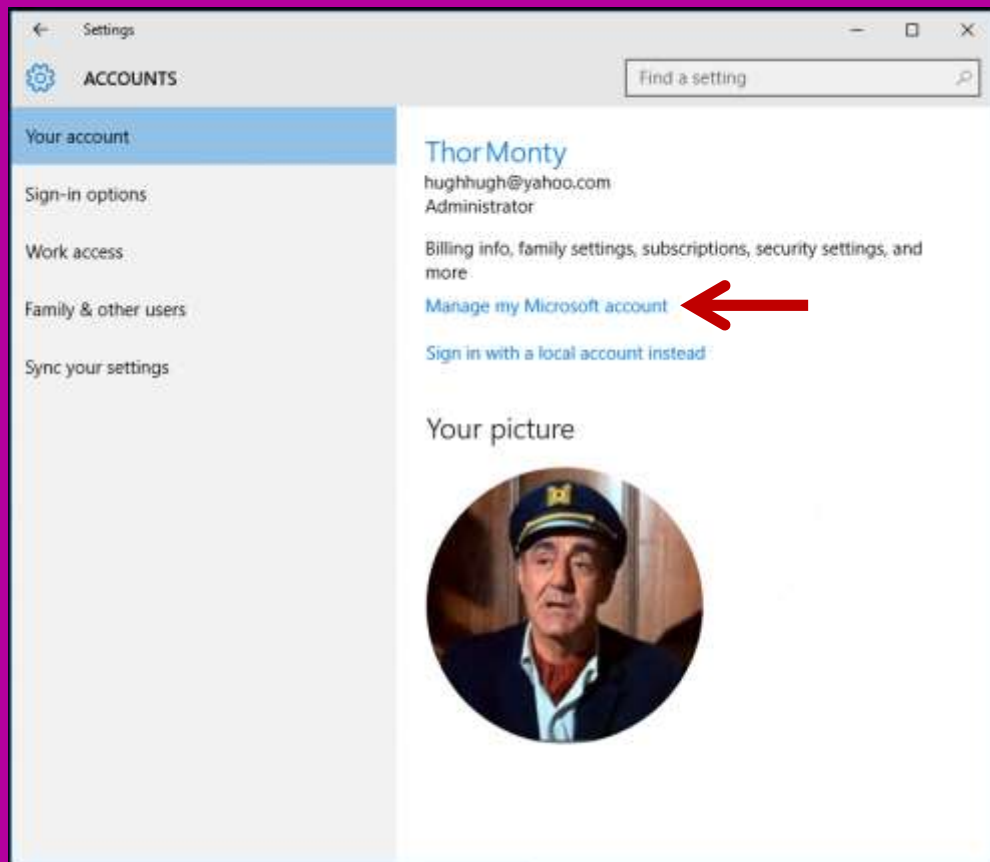 Settings
ACCOUNTS
Find a setting
Your account
Sign-in options
Work access
Family & other users
Sync your settings
Thor Monty
hughhugh@yahoo.com
Administrator
Billing info, family settings, subscriptions, security settings, and
more
Manage my Microsoft account
Sign in with a local account instead
Your picture